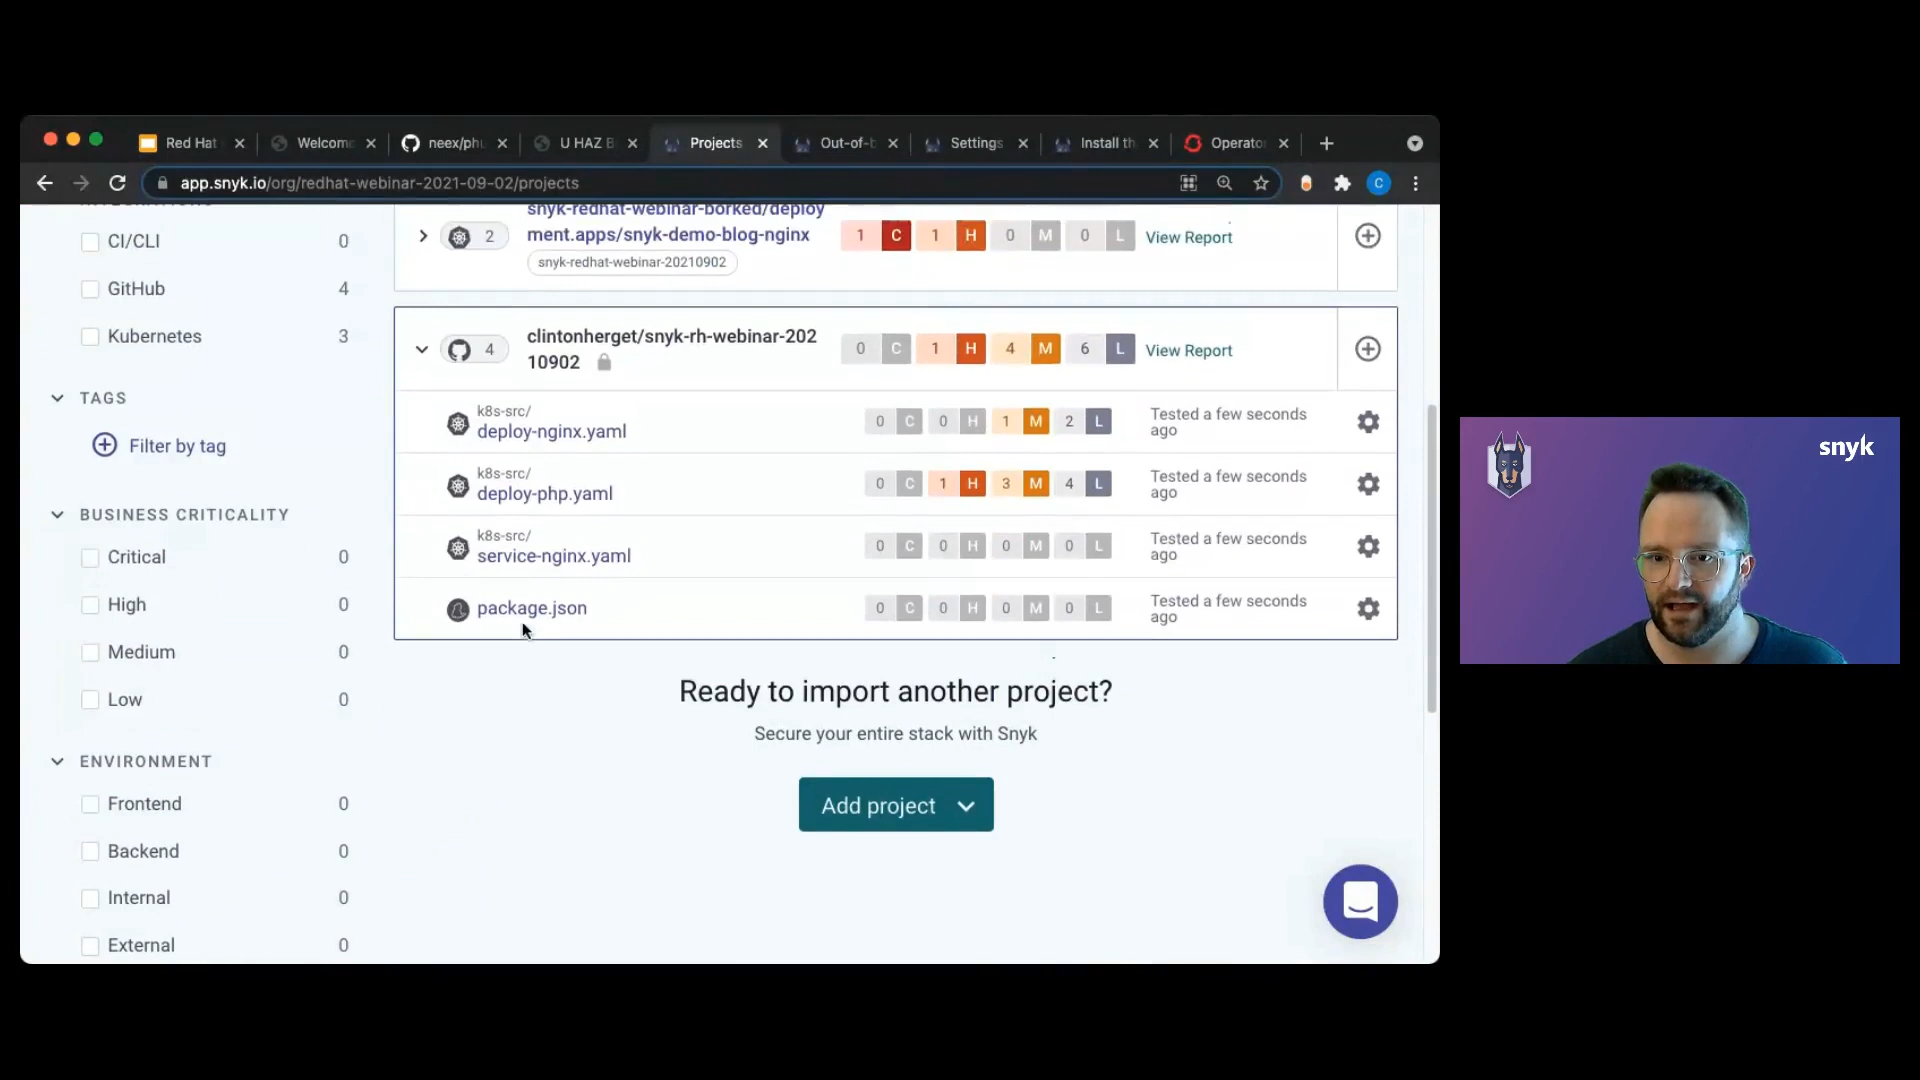 Red Hat
Welcome
neex/phu
U HAZ B
Projects
Out-of-b
Settings
Install th
Operato
app.snyk.io/org/redhat-webinar-2021-09-02/projects
CI/CLI 0
GitHub 4
Kubernetes 3
TAGS
Filter by tag
BUSINESS CRITICALITY
Critical 0
High 0
Medium 0
Low 0
ENVIRONMENT
Frontend 0
Backend 0
Internal 0
External 0
2
snyk-redhat-webinar-borked/deploy
ment.apps/snyk-demo-blog-nginx
snyk-redhat-webinar-20210902
1 C 1 H 0 M 0 L View Report
4
clintonherget/snyk-rh-webinar-202
10902
0 C 1 H 4 M 6 L View Report
k8s-src/
deploy-nginx.yaml
0 C 0 H 1 M 2 L
Tested a few seconds
ago
k8s-src/
deploy-php.yaml
0 C 1 H 3 M 4 L
Tested a few seconds
ago
k8s-src/
service-nginx.yaml
0 C 0 H 0 M 0 L
Tested a few seconds
ago
package.json
0 C 0 H 0 M 0 L
Tested a few seconds
ago
Ready to import another project?
Secure your entire stack with Snyk
Add project
C
snyk